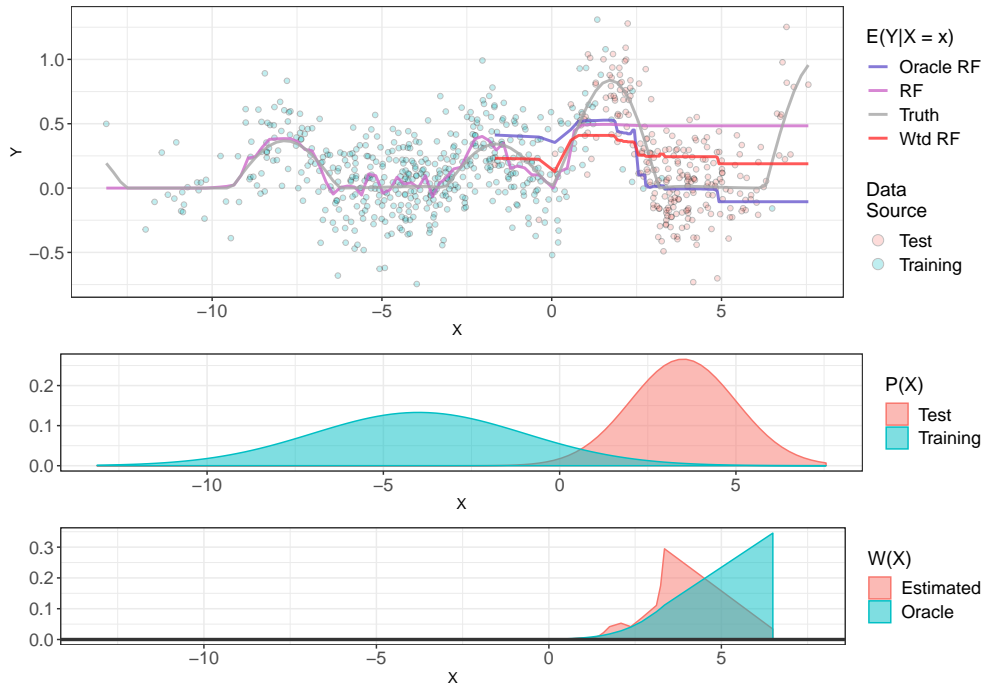 1.0
0.5
0.0
−0.5
Y
−10
−5
0
5
X
E(Y|X = x)
Oracle RF
RF
Truth
Wtd RF
Data
Source
Test
Training
0.2
0.1
0.0
−10
−5
0
5
X
P(X)
Test
Training
0.3
0.2
0.1
0.0
−10
−5
0
5
X
W(X)
Estimated
Oracle